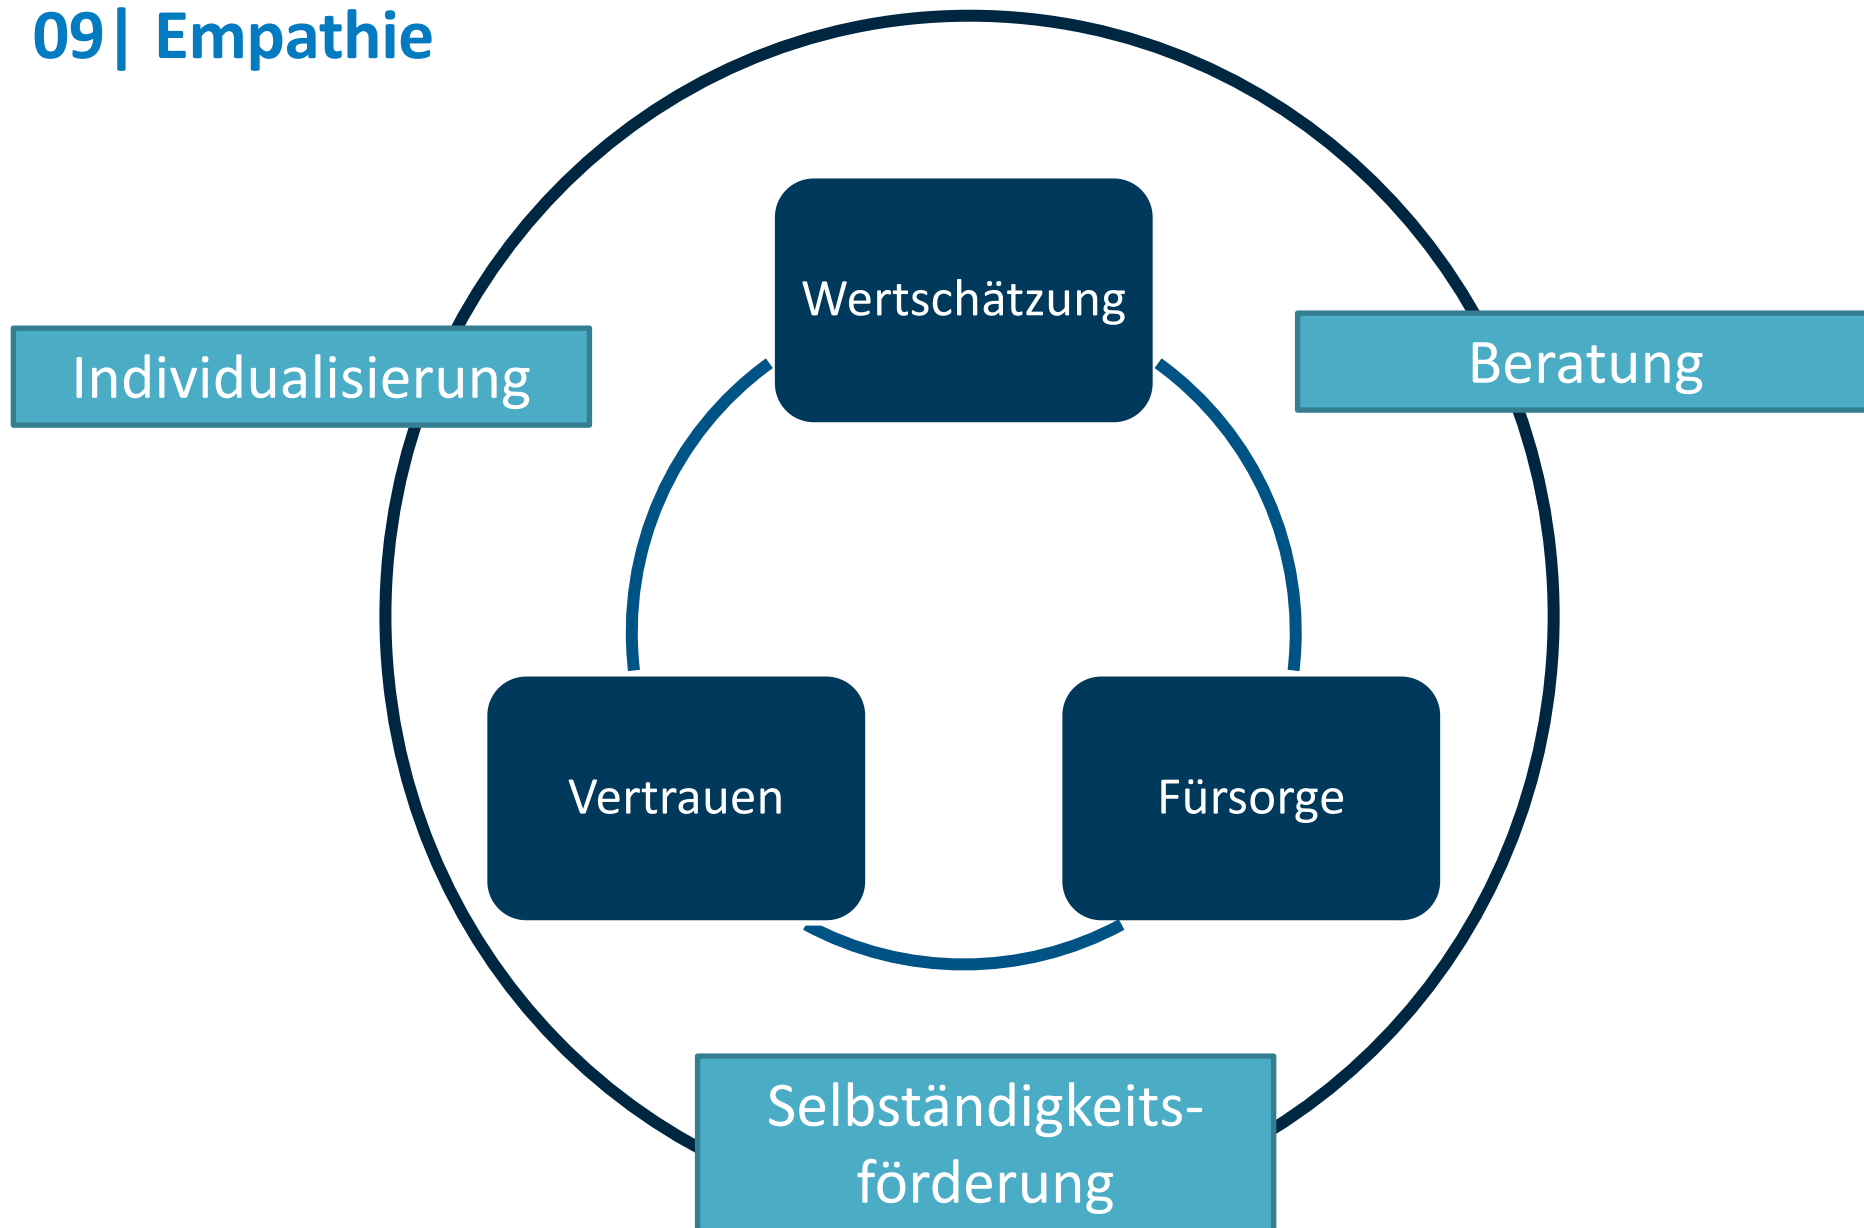 09| Empathie
Wertschätzung
Individualisierung
Beratung
Vertrauen
Fürsorge
Selbständigkeits-
förderung